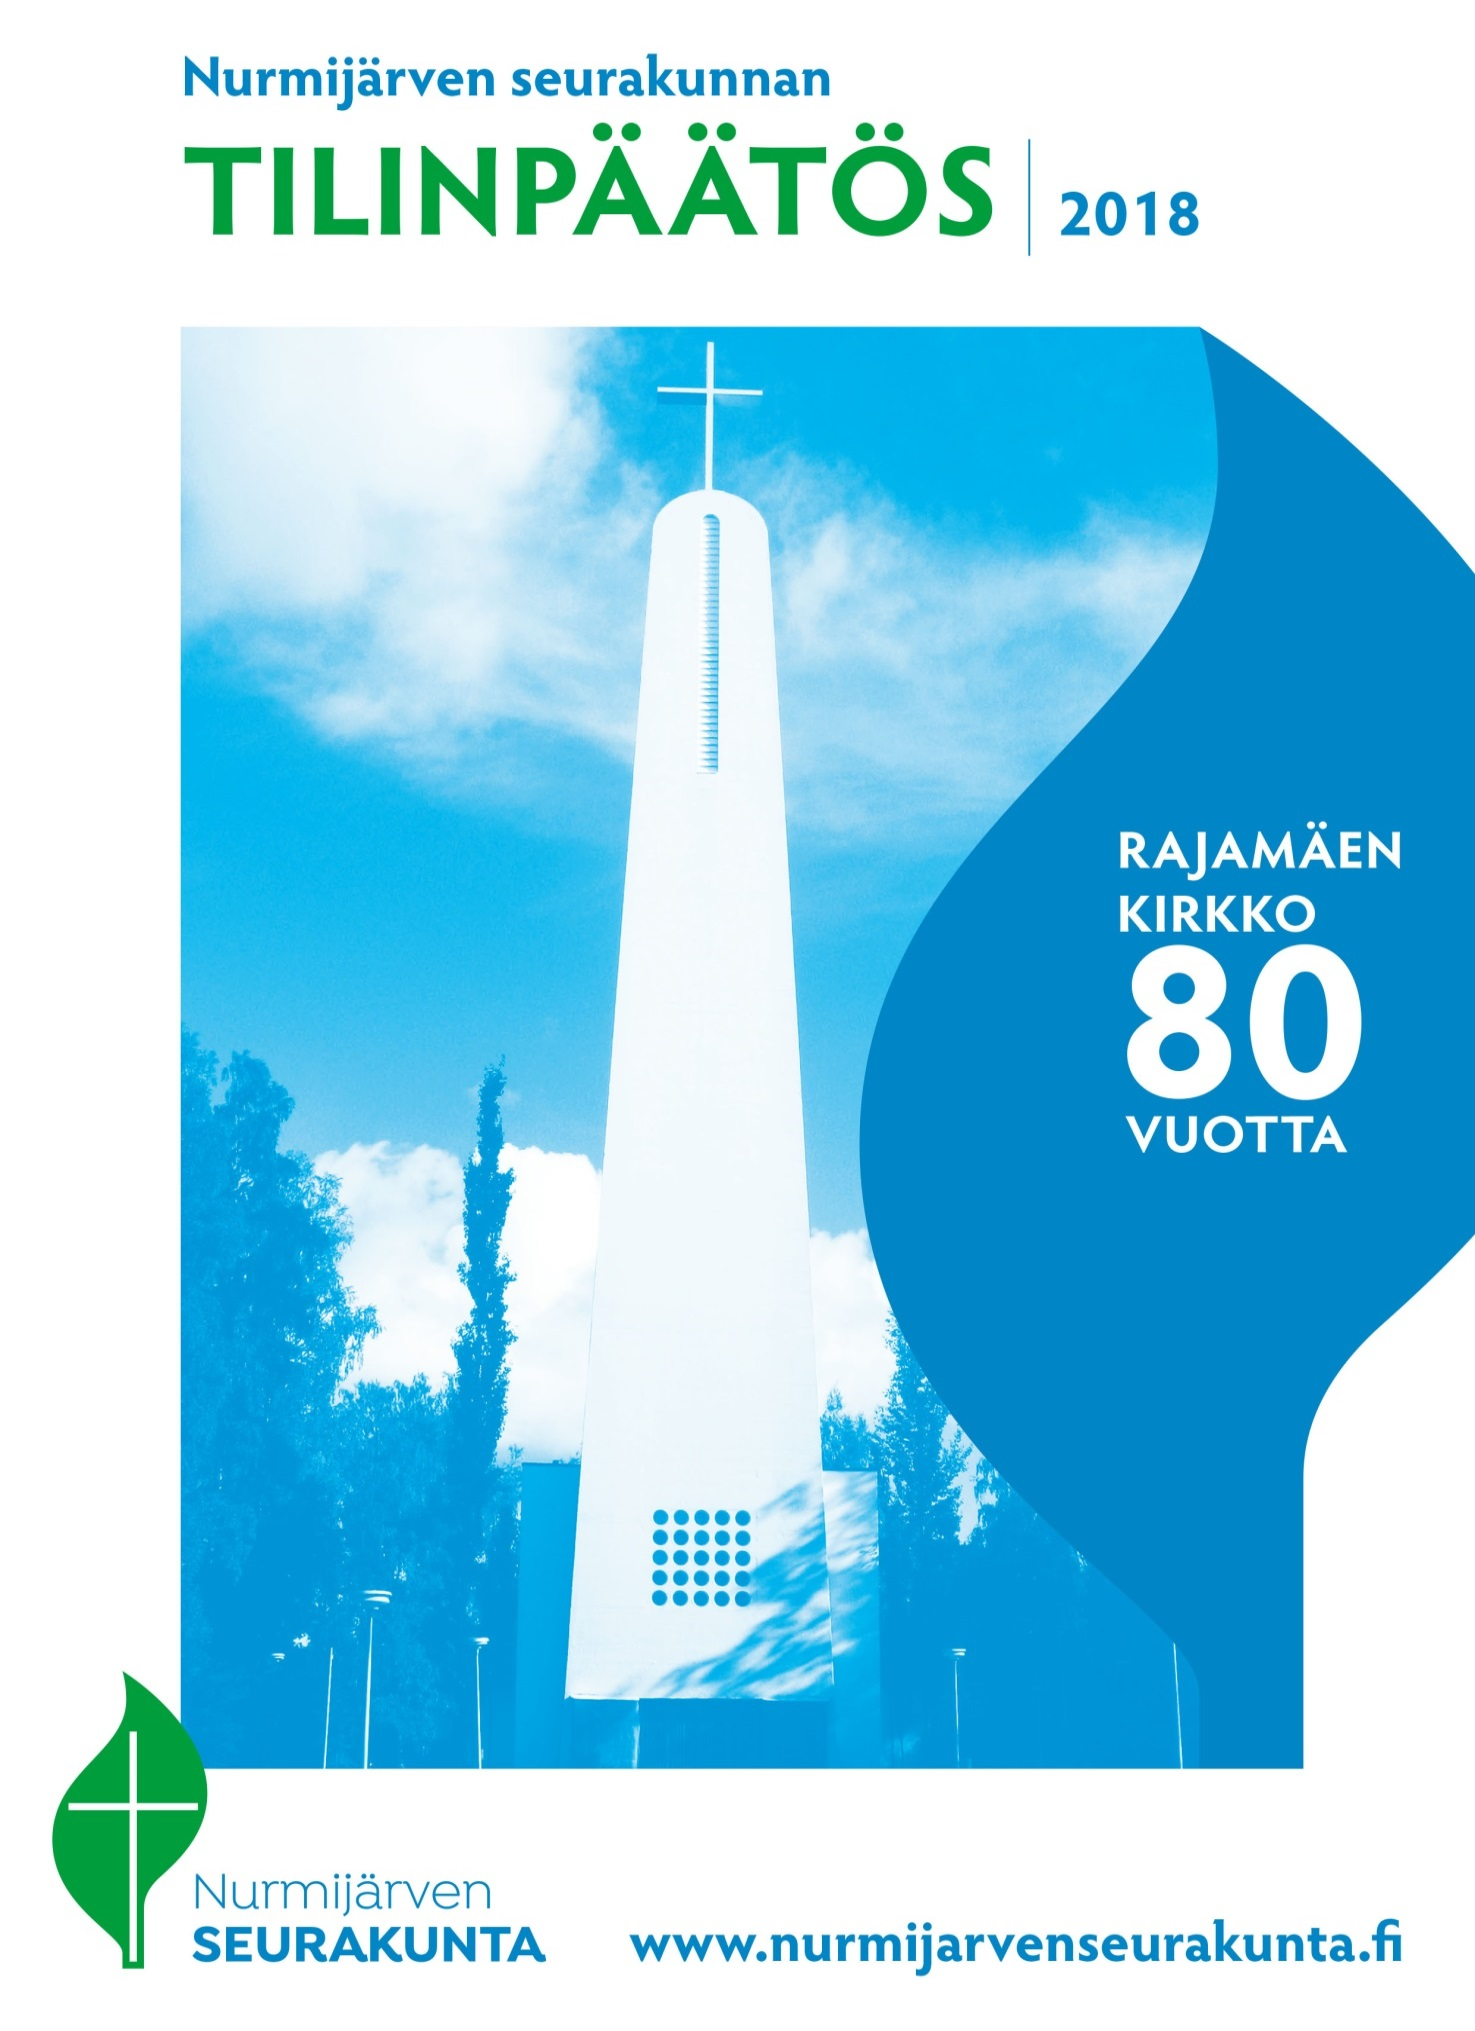 Nurmijärven seurakunnan
TILINPÄÄTÖS | 2018
RAJAMÄEN
KIRKKO
80
VUOTTA
Nurmijärven
SEURAKUNTA
www.nurmijarvenseurakunta.fi